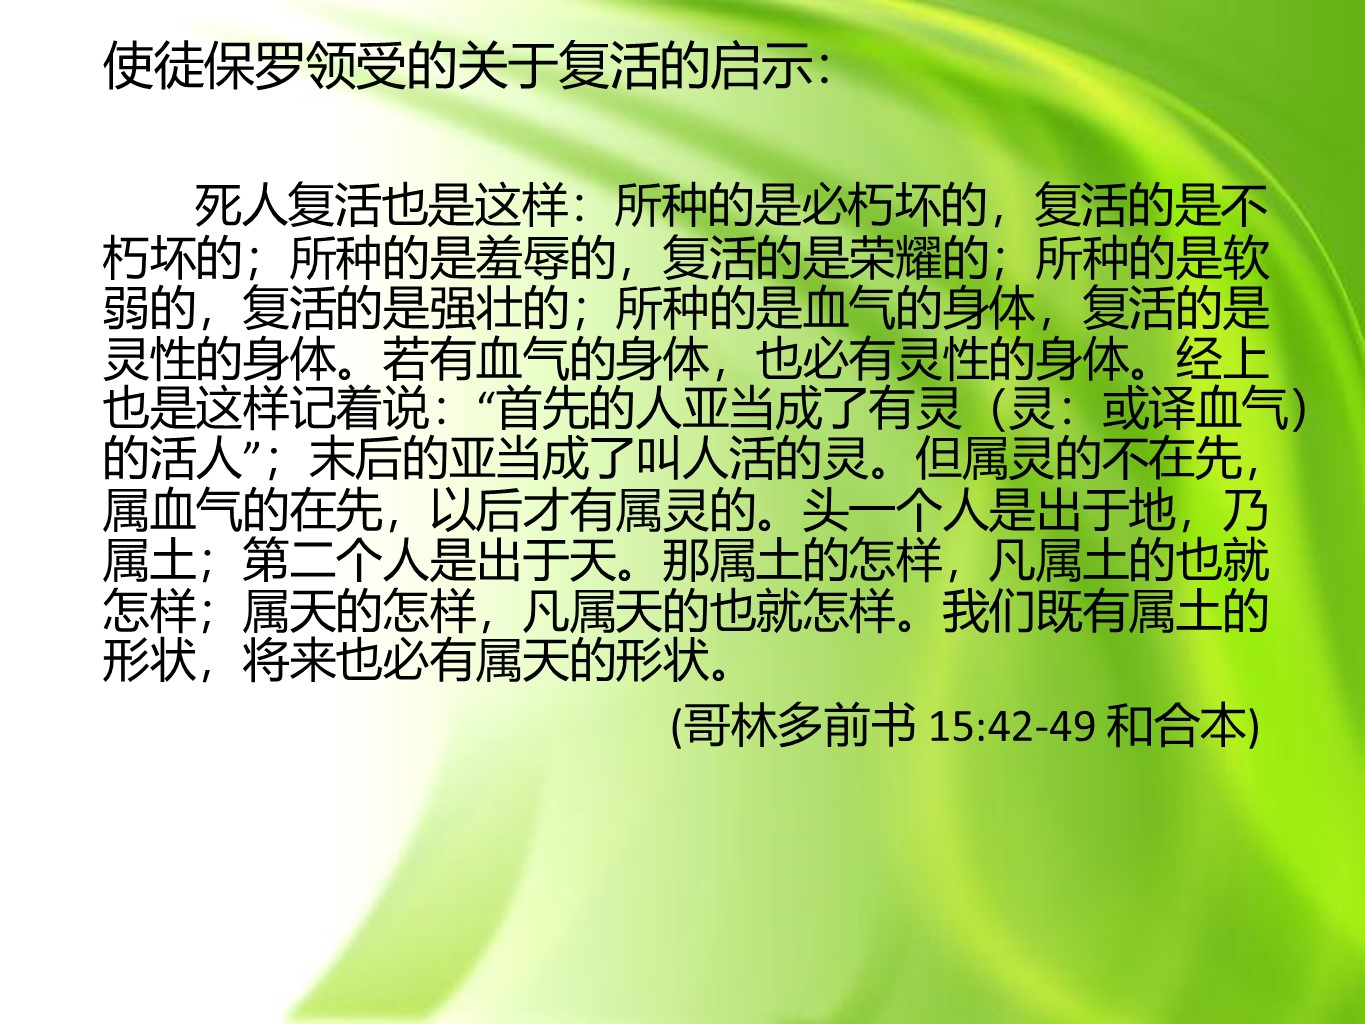 使徒保罗领受的关于复活的启示：
死人复活也是这样：所种的是必朽坏的，复活的是不
朽坏的；所种的是羞辱的，复活的是荣耀的；所种的是软
弱的，复活的是强壮的；所种的是血气的身体，复活的是
灵性的身体。若有血气的身体，也必有灵性的身体。经上
也是这样记着说：“首先的人亚当成了有灵（灵：或译血气）
的活人”；末后的亚当成了叫人活的灵。但属灵的不在先，
属血气的在先，以后才有属灵的。头一个人是出于地，乃
属土；第二个人是出于天。那属土的怎样，凡属土的也就
怎样；属天的怎样，凡属天的也就怎样。我们既有属土的
形状，将来也必有属天的形状。
(哥林多前书 15:42-49 和合本)